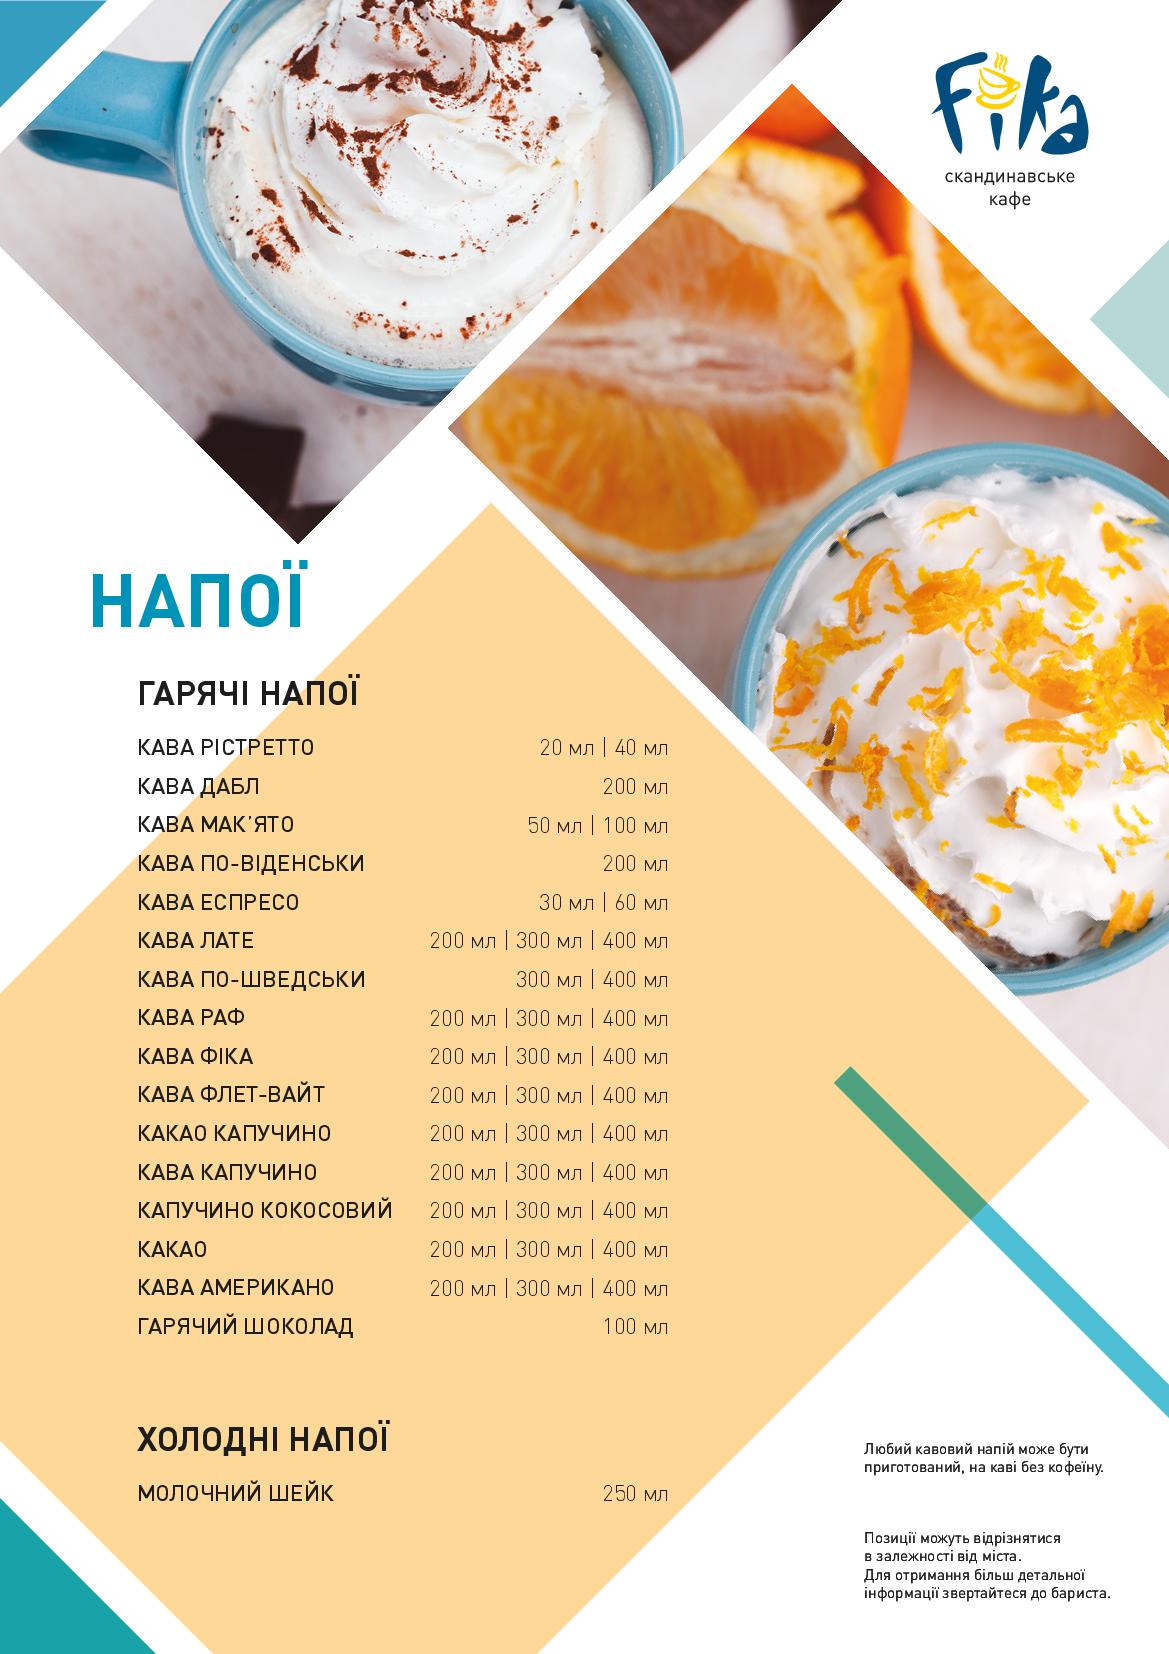 Fika
скандинавське
кафе
НАПОЇ
ГАРЯЧІ НАПОЇ
КАВА РІСТРЕТТО 20 мл | 40 мл
КАВА ДАБЛ 200 мл
КАВА МАК’ЯТО 50 мл | 100 мл
КАВА ПО-ВІДЕНСЬКИ 200 мл
КАВА ЕСПРЕСО 30 мл | 60 мл
КАВА ЛАТЕ 200 мл | 300 мл | 400 мл
КАВА ПО-ШВЕДСЬКИ 300 мл | 400 мл
КАВА РАФ 200 мл | 300 мл | 400 мл
КАВА ФІКА 200 мл | 300 мл | 400 мл
КАВА ФЛЕТ-ВАЙТ 200 мл | 300 мл | 400 мл
КАКАО КАПУЧИНО 200 мл | 300 мл | 400 мл
КАВА КАПУЧИНО 200 мл | 300 мл | 400 мл
КАПУЧИНО КОКОСОВИЙ 200 мл | 300 мл | 400 мл
КАКАО 200 мл | 300 мл | 400 мл
КАВА АМЕРИКАНО 200 мл | 300 мл | 400 мл
ГАРЯЧИЙ ШОКОЛАД 100 мл
ХОЛОДНІ НАПОЇ
МОЛОЧНИЙ ШЕЙК 250 мл
Любий кавовий напій може бути
приготований, на каві без кофеїну.
Позиції можуть відрізнятися
в залежності від міста.
Для отримання більш детальної
інформації звертайтеся до бариста.